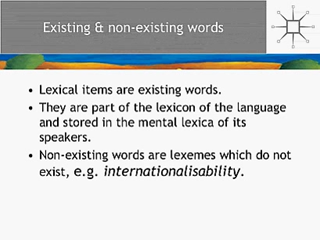 Existing & non-existing words
• Lexical items are existing words.
• They are part of the lexicon of the language
and stored in the mental lexica of its
speakers.
• Non-existing words are lexemes which do not
exist, e.g. internationalisability.